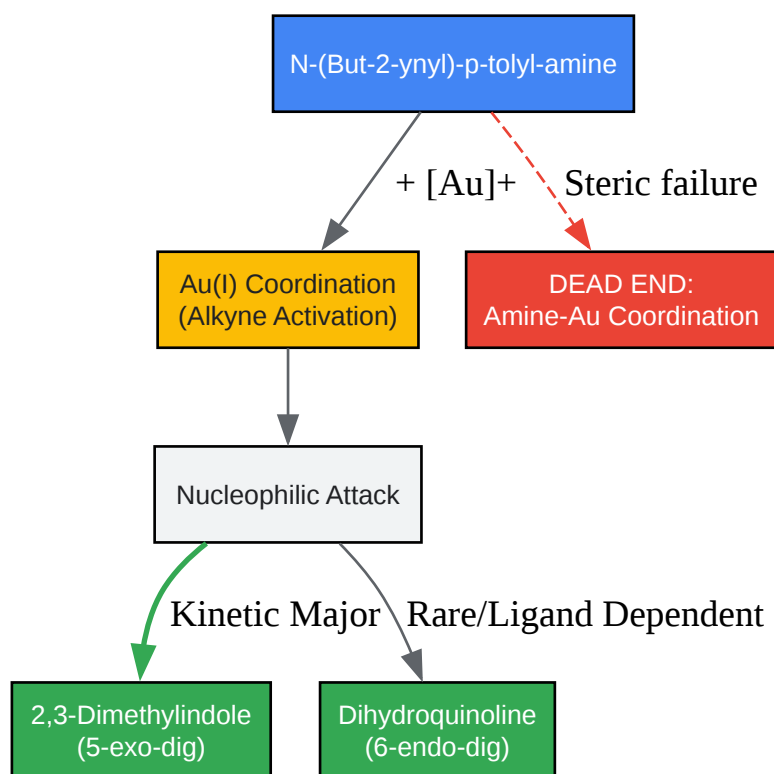 N-(But-2-ynyl)-p-tolyl-amine
+ [Au]+
Steric failure
Au(I) Coordination
(Alkyne Activation)
DEAD END:
Amine-Au Coordination
Nucleophilic Attack
Kinetic Major
Rare/Ligand Dependent
2,3-Dimethylindole
(5-exo-dig)
Dihydroquinoline
(6-endo-dig)